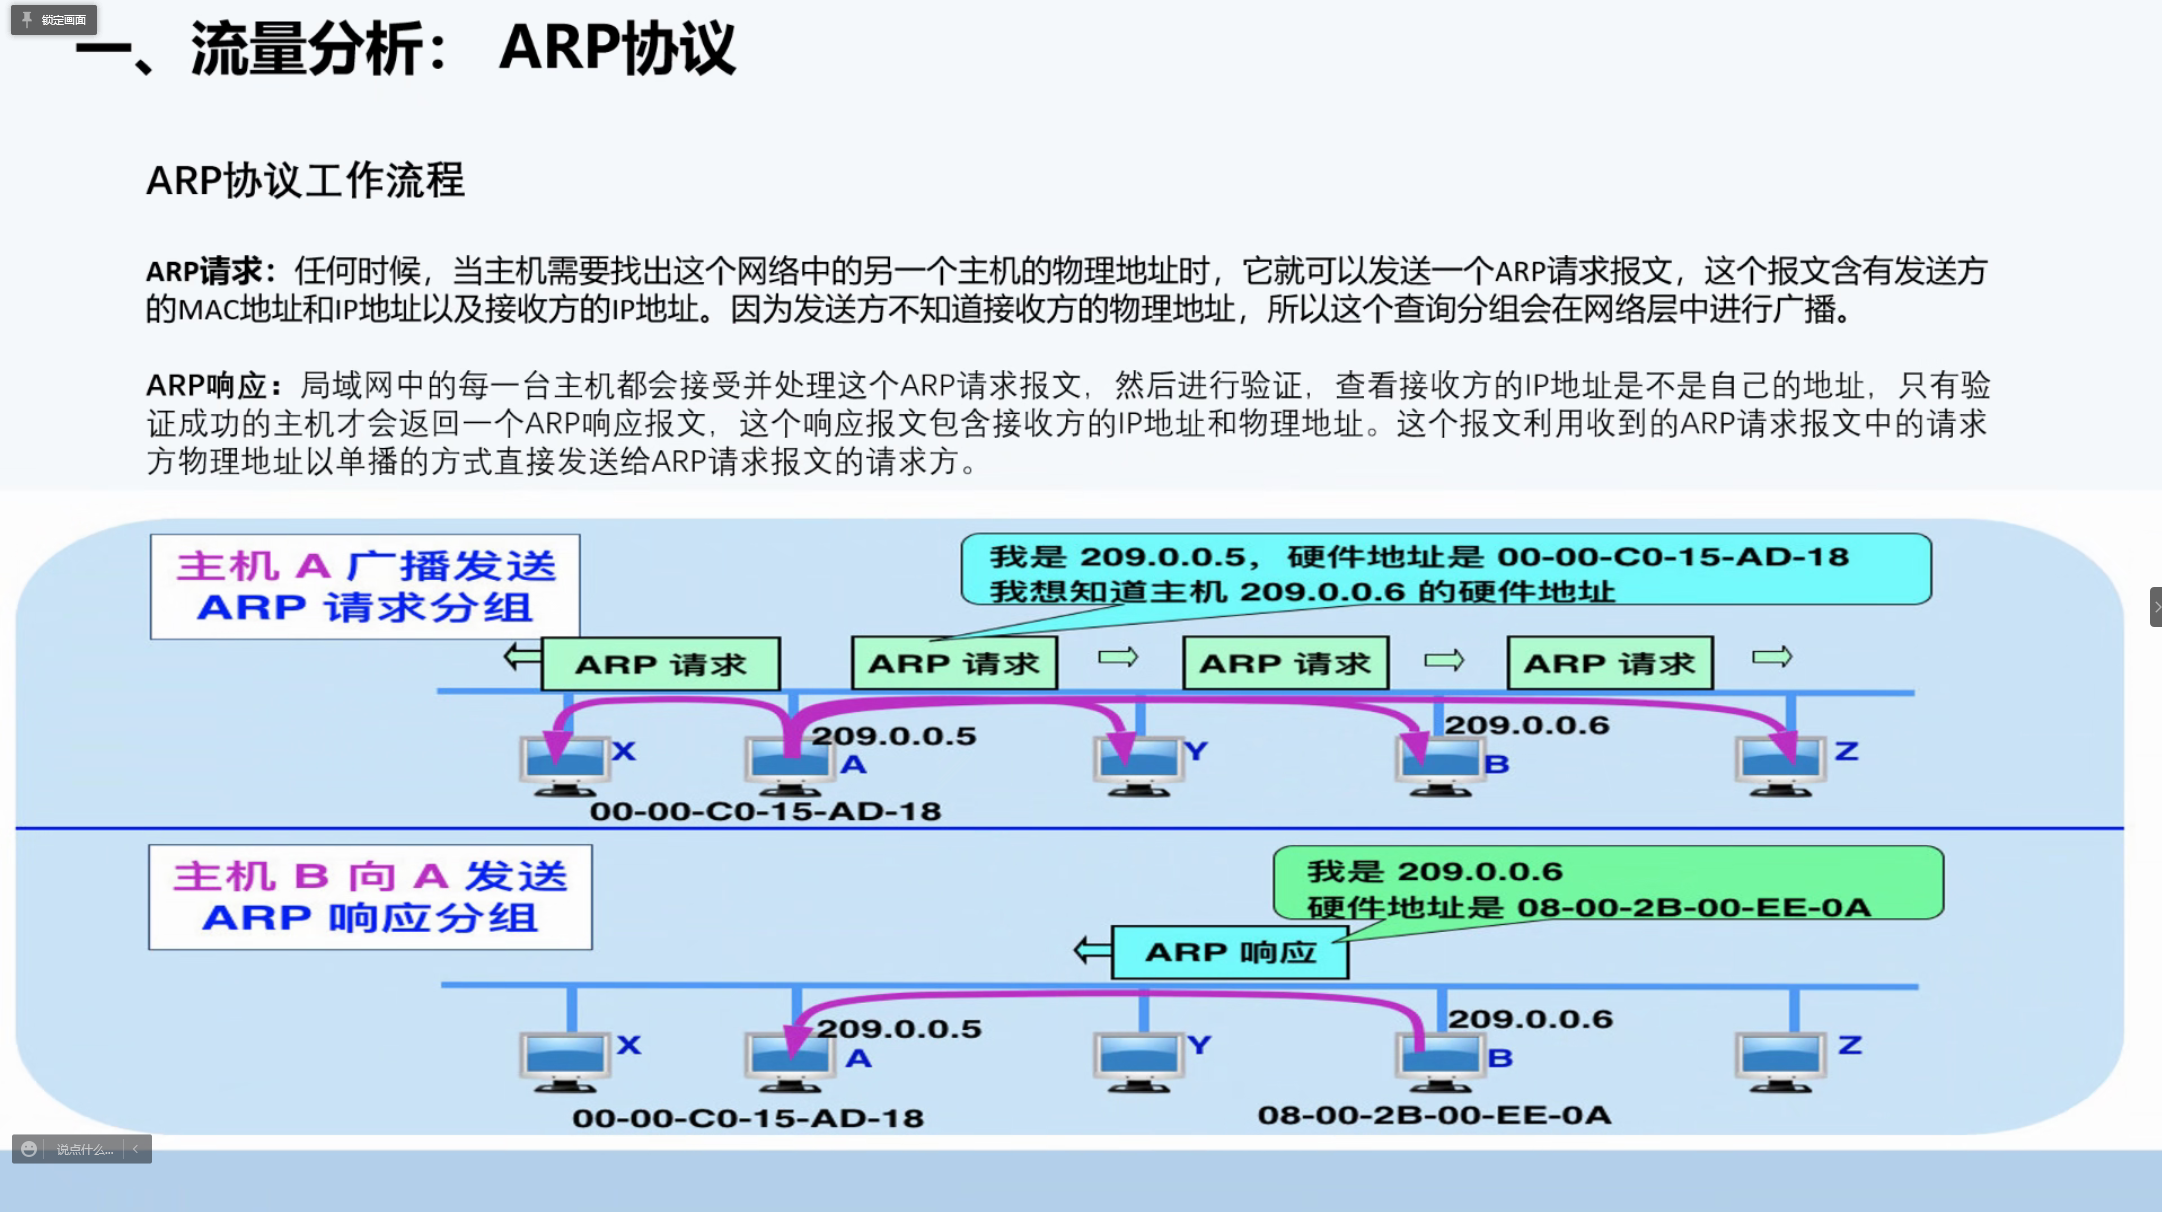 锁定画面
一、流量分析： ARP协议
ARP协议工作流程
ARP请求：任何时候，当主机需要找出这个网络中的另一个主机的物理地址时，它就可以发送一个ARP请求报文，这个报文含有发送方
的MAC地址和IP地址以及接收方的IP地址。因为发送方不知道接收方的物理地址，所以这个查询分组会在网络层中进行广播。
ARP响应：局域网中的每一台主机都会接受并处理这个ARP请求报文，然后进行验证，查看接收方的IP地址是不是自己的地址，只有验
证成功的主机才会返回一个ARP响应报文，这个响应报文包含接收方的IP地址和物理地址。这个报文利用收到的ARP请求报文中的请求
方物理地址以单播的方式直接发送给ARP请求报文的请求方。
主机 A 广播发送
ARP 请求分组
我是 209.0.0.5，硬件地址是 00-00-C0-15-AD-18
我想知道主机 209.0.0.6 的硬件地址
ARP 请求
ARP 请求
ARP 请求
ARP 请求
X
209.0.0.5
A
Y
209.0.0.6
B
Z
00-00-C0-15-AD-18
主机 B 向 A 发送
ARP 响应分组
我是 209.0.0.6
硬件地址是 08-00-2B-00-EE-0A
ARP 响应
X
209.0.0.5
A
Y
209.0.0.6
B
Z
00-00-C0-15-AD-18
08-00-2B-00-EE-0A
说点什么...